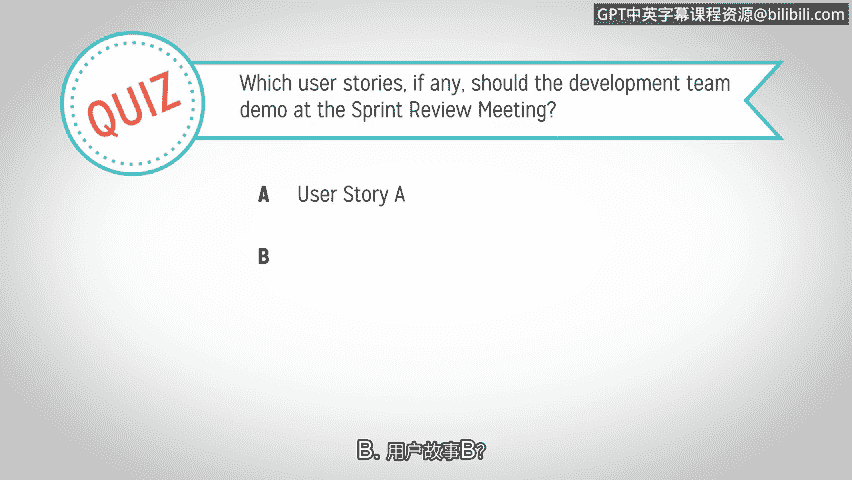 GPT中英字幕课程资源@bilibili.com
QUIZ
Which user stories, if any, should the development team
demo at the Sprint Review Meeting?
A User Story A
B
B. 用户故事B?